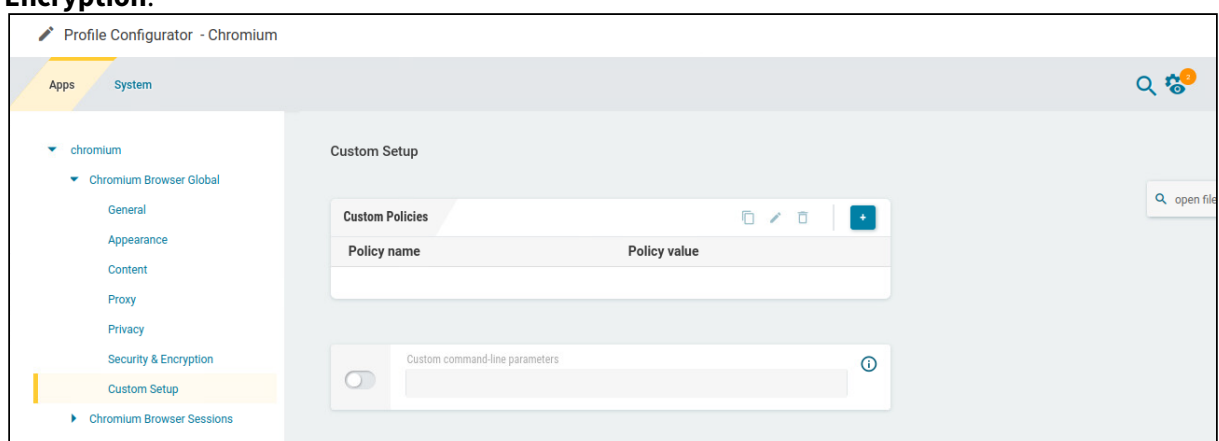 Encryption.
Profile Configurator - Chromium
Apps
System
chromium
Chromium Browser Global
General
Appearance
Content
Proxy
Privacy
Security & Encryption
Custom Setup
Chromium Browser Sessions
Custom Setup
Custom Policies
+
Policy name
Policy value
Custom command-line parameters
open file